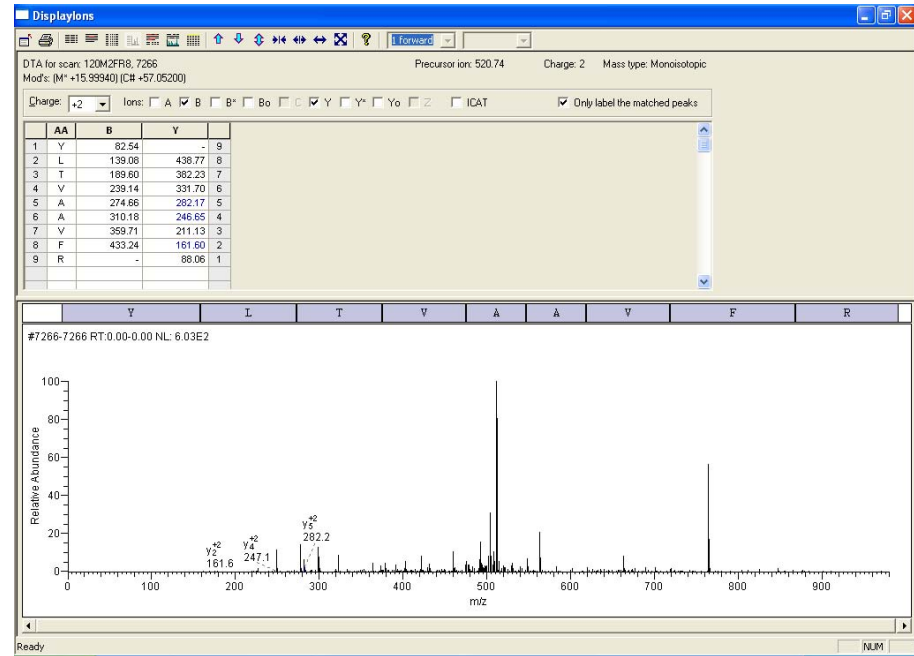 DisplayIons
1 forward
DTA for scan: 120M2FR8, 7266 Precursor ion: 520.74 Charge: 2 Mass type: Monoisotopic
Mod's: (M* +15.99940) (C# +57.05200)
Charge: +2 Ions: A B B* Bo C Y Y* Yo Z ICAT Only label the matched peaks
AA B Y
1 Y 82.54 - 9
2 L 139.08 438.77 8
3 T 189.60 382.23 7
4 V 239.14 331.70 6
5 A 274.66 282.17 5
6 A 310.18 246.65 4
7 V 359.71 211.13 3
8 F 433.24 161.60 2
9 R - 88.06 1
Y L T V A A V F R
#7266-7266 RT:0.00-0.00 NL: 6.03E2
100
80
60
40
20
0
Relative Abundance
y2+2
161.6
y4+2
247.1
y5+2
282.2
0 100 200 300 400 500 600 700 800 900
m/z
Ready NUM